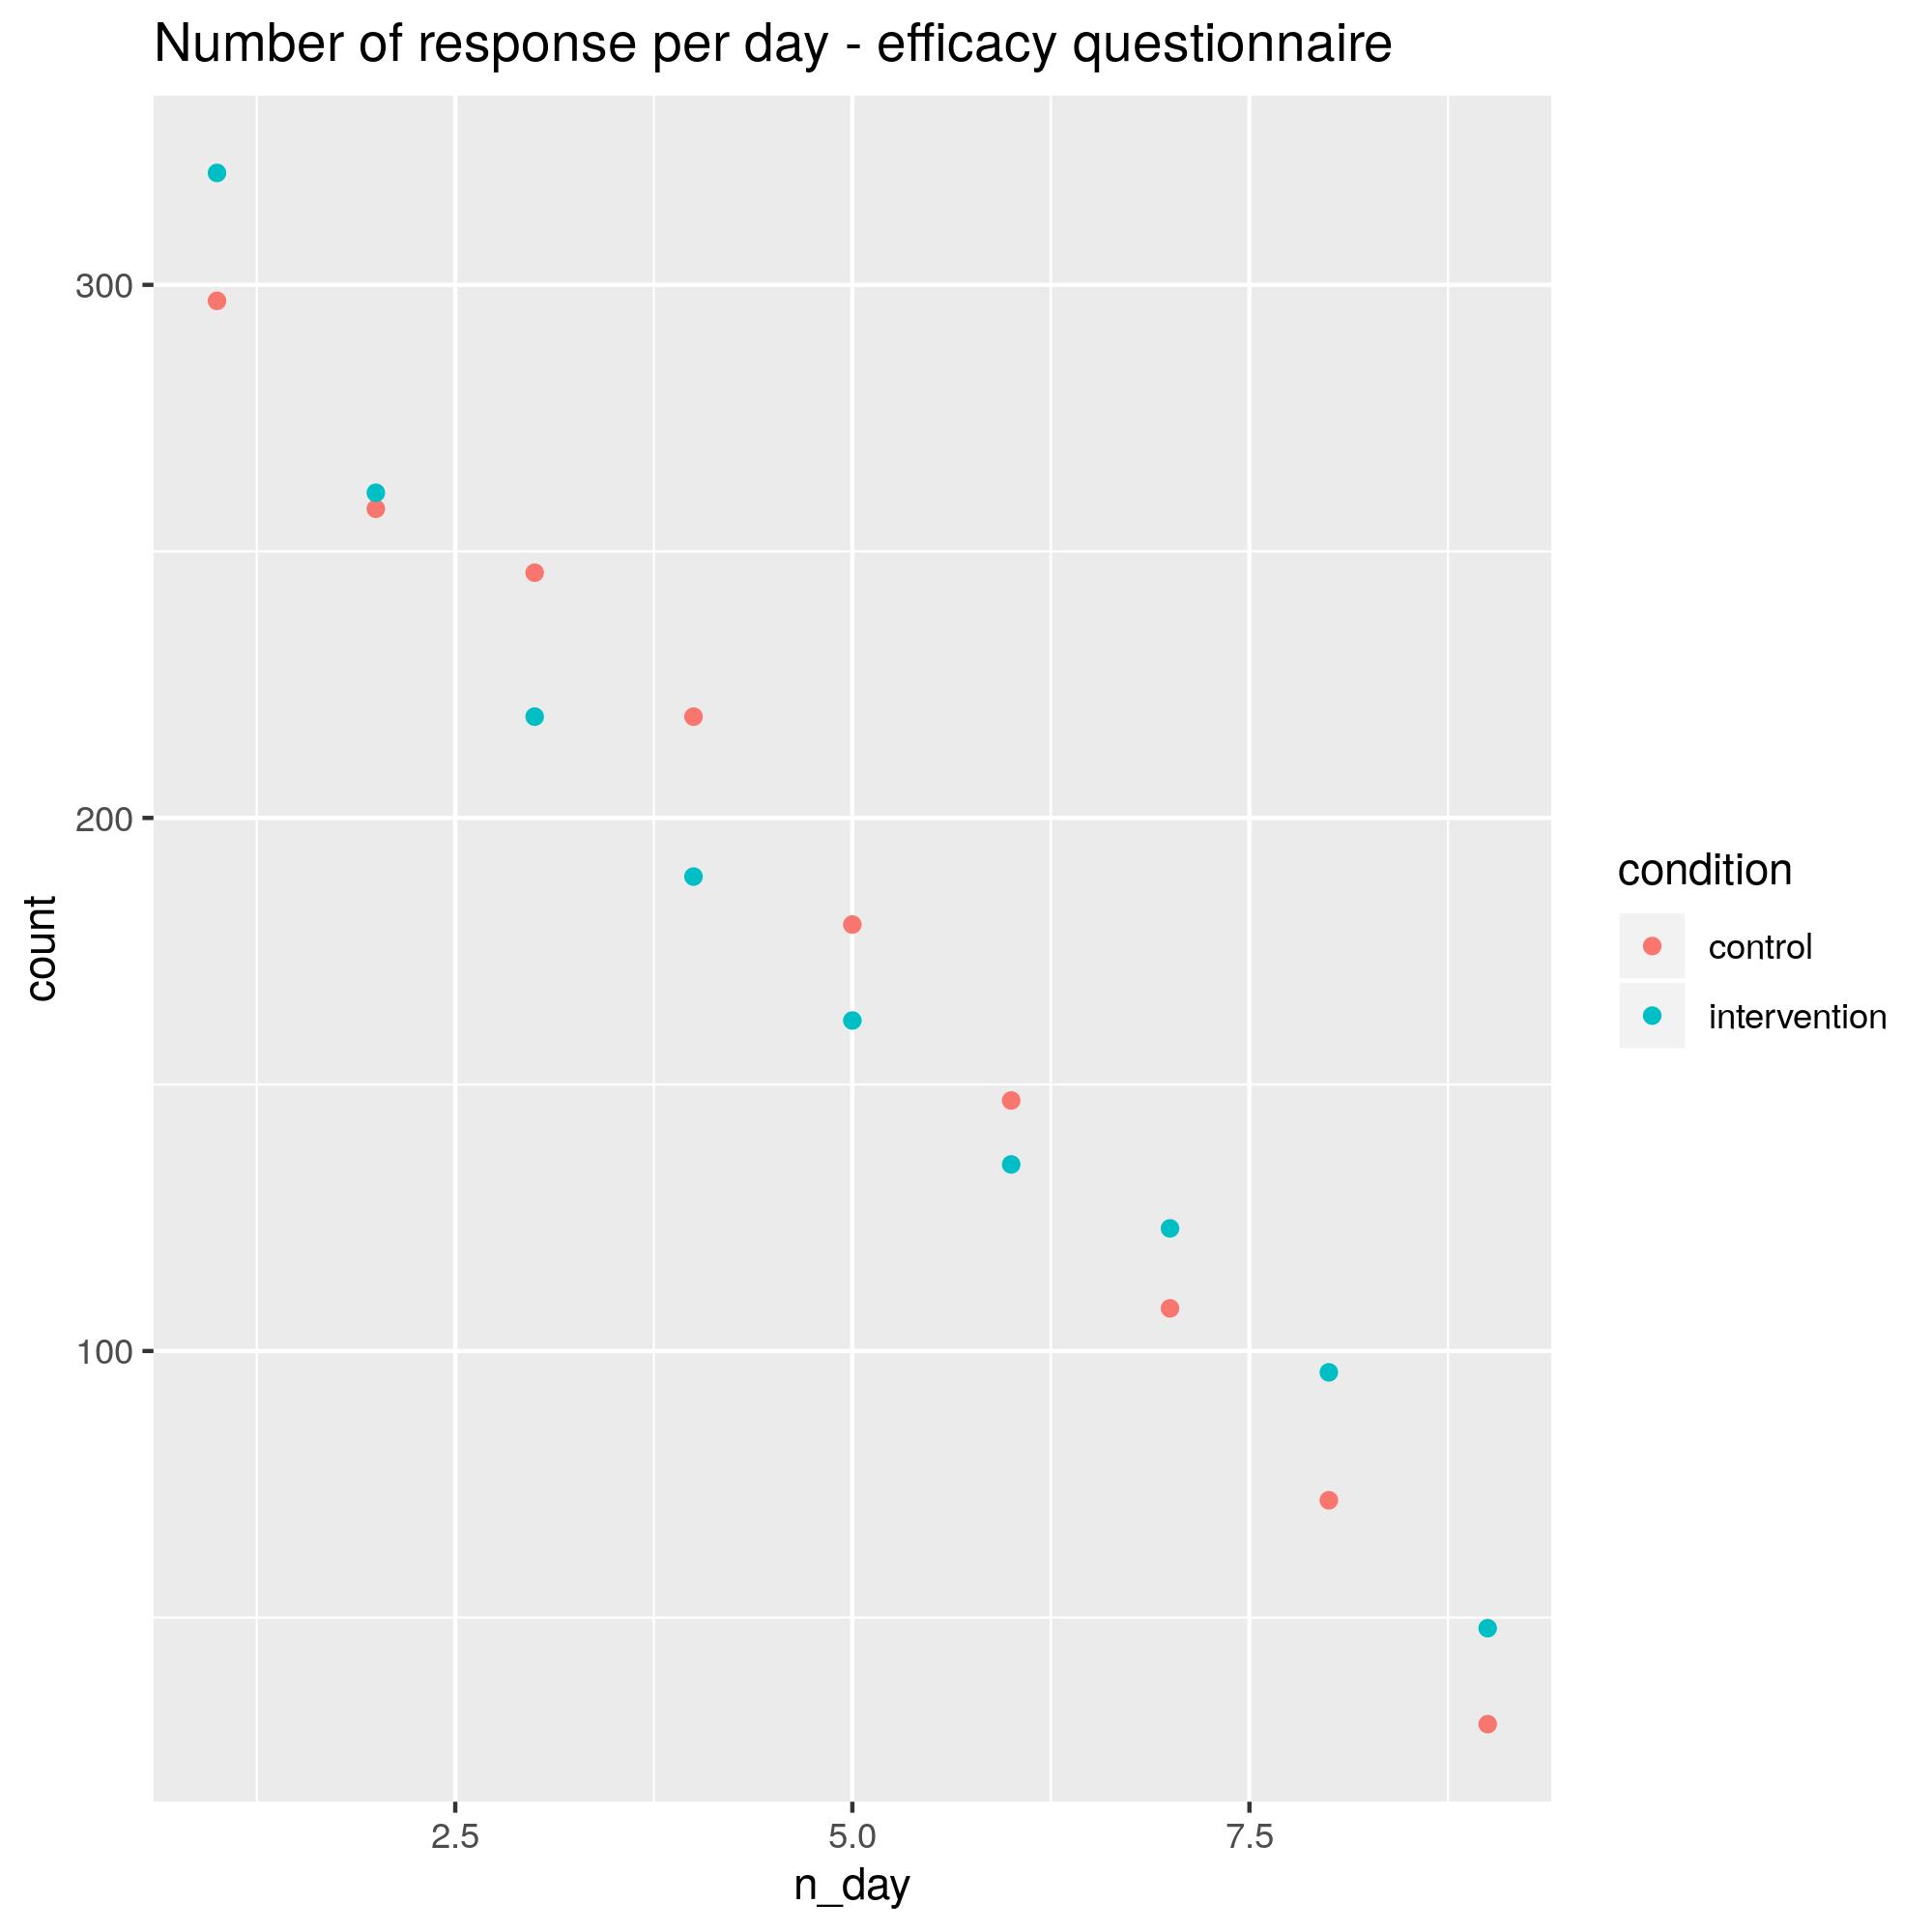 Number of response per day - efficacy questionnaire
300
200
100
count
2.5 5.0 7.5
n_day
condition
control
intervention